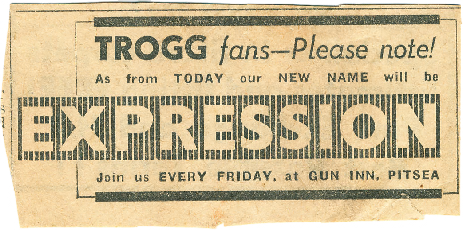 TROGG fans—Please note!
As from TODAY our NEW NAME will be
EXPRESSION
Join us EVERY FRIDAY, at GUN INN, PITSEA